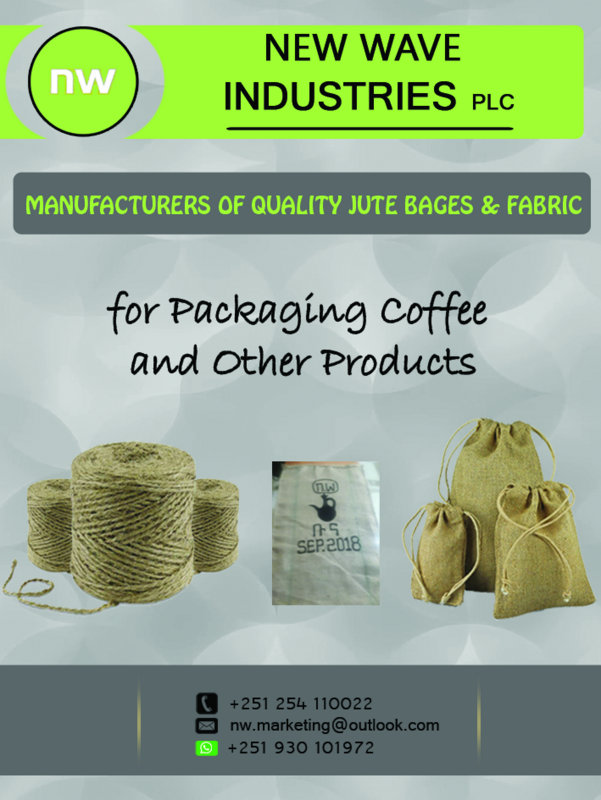 nw
NEW WAVE
INDUSTRIES PLC
MANUFACTURERS OF QUALITY JUTE BAGES & FABRIC
for Packaging Coffee
and Other Products
n.w
ቡና
SEP.2018
+251 254 110022
nw.marketing@outlook.com
+251 930 101972